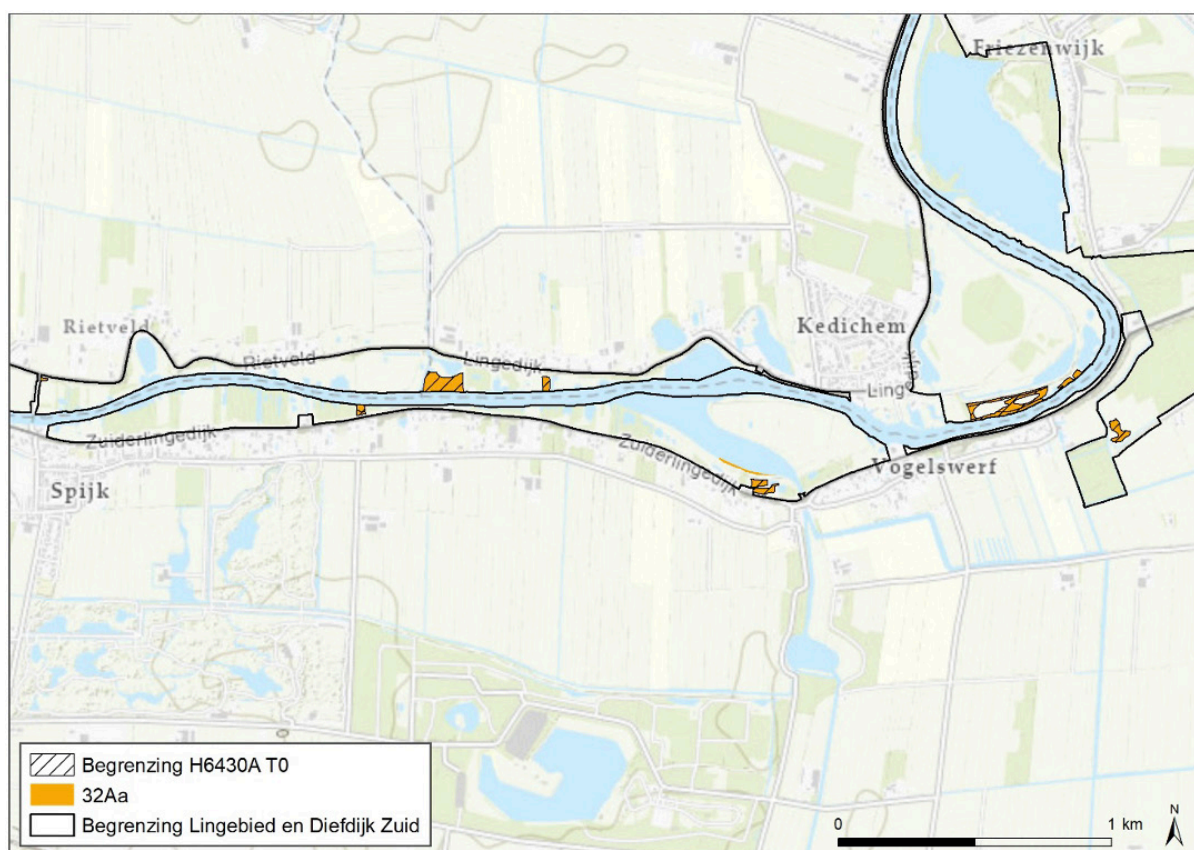 Friezenwijk
Rietveld
Kedichem
Rietveld
Lingedijk
Lingedijk
Zuiderlingedijk
Zuiderlingedijk
Vogelswerf
Spijk
Begrenzing H6430A T0
32Aa
Begrenzing Lingebied en Diefdijk Zuid
0
1 km
N